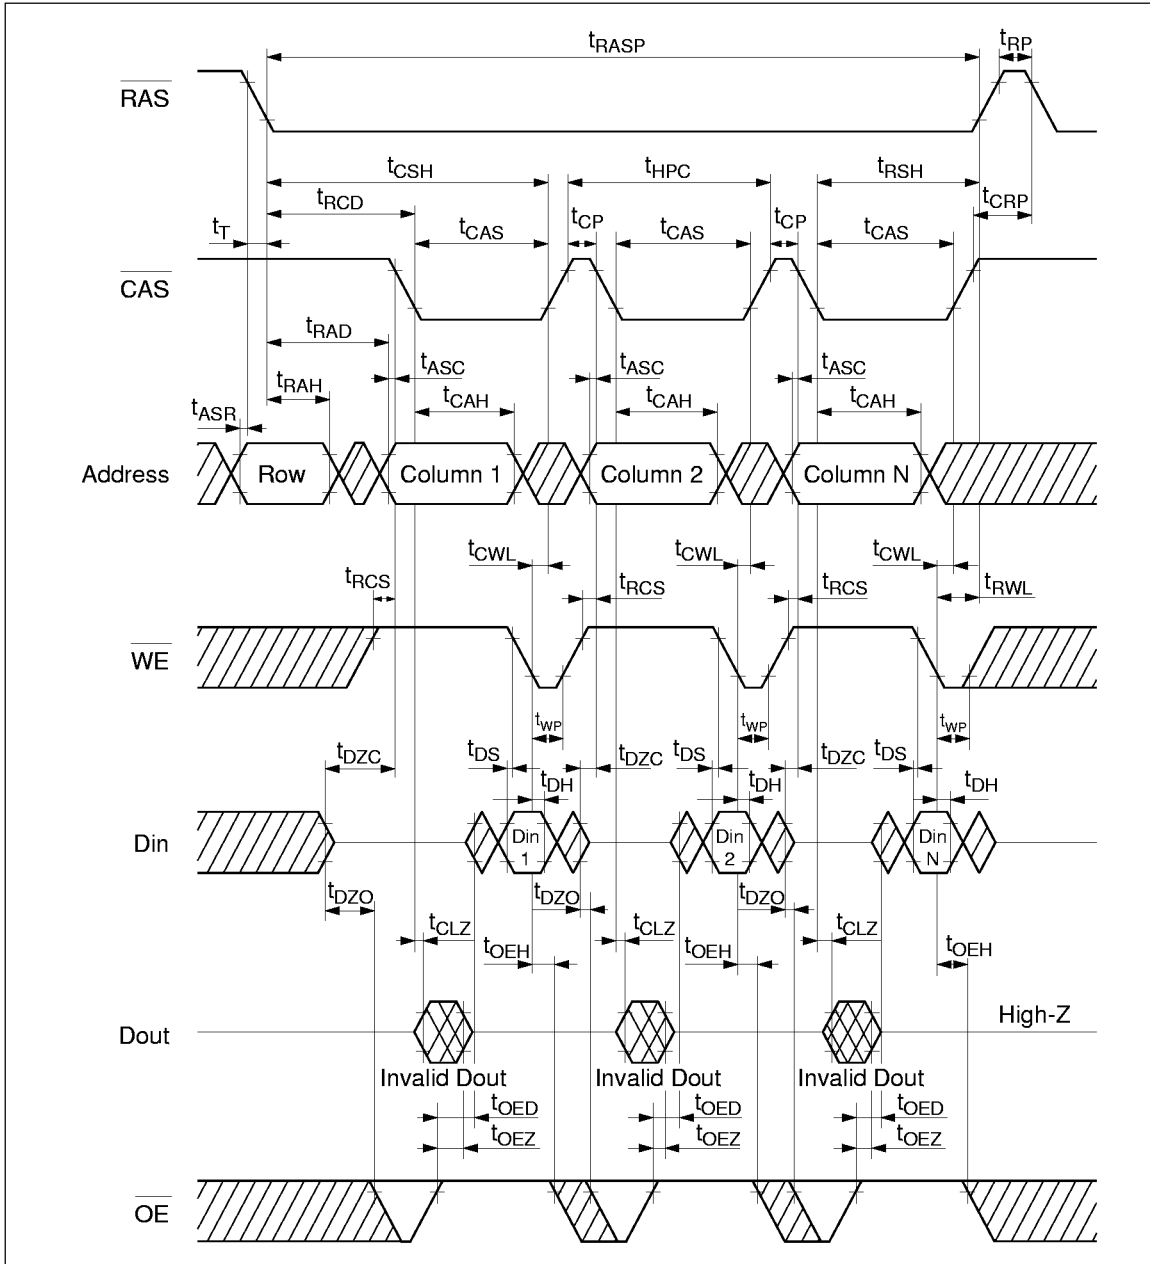 tRASP
tRP
RAS
tCSH
tHPC
tRSH
tRCD
tCRP
tT
tCAS
tCP
tCAS
tCP
tCAS
CAS
tRAD
tASC
tASC
tASC
tRAH
tCAH
tCAH
tCAH
tASR
Address
Row
Column 1
Column 2
Column N
tCWL
tCWL
tCWL
tRCS
tRCS
tRCS
tRWL
WE
tWP
tWP
tWP
tDZC
tDS
tDZC
tDS
tDZC
tDS
tDH
tDH
tDH
Din
Din 1
Din 2
Din N
tDZO
tDZO
tDZO
tCLZ
tCLZ
tCLZ
tOEH
tOEH
tOEH
Dout
High-Z
Invalid Dout
Invalid Dout
Invalid Dout
tOED
tOED
tOED
tOEZ
tOEZ
tOEZ
OE